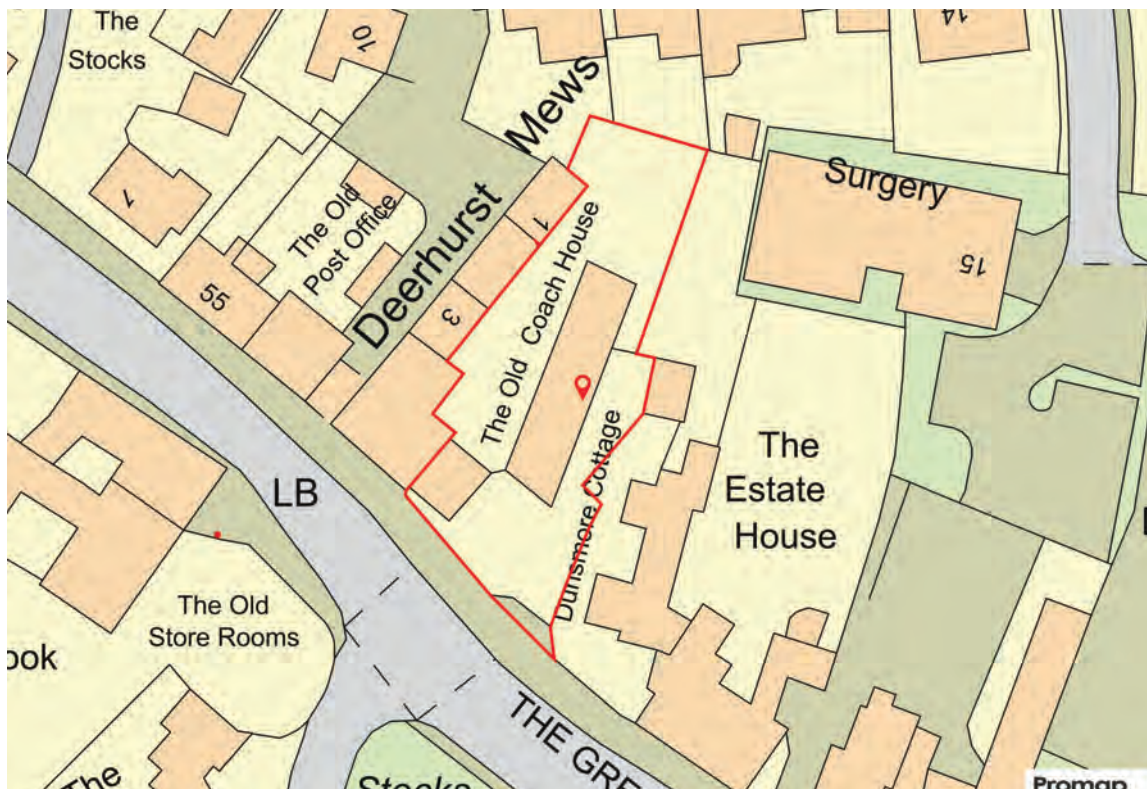 The
Stocks
10
14
Deerhurst Mews
Surgery
15
7
The Old
Post Office
55
1
3
The Old Coach House
Dunsmore Cottage
The
Estate
House
LB
The Old
Store Rooms
ook
The
THE GRE
Stocks
Promap